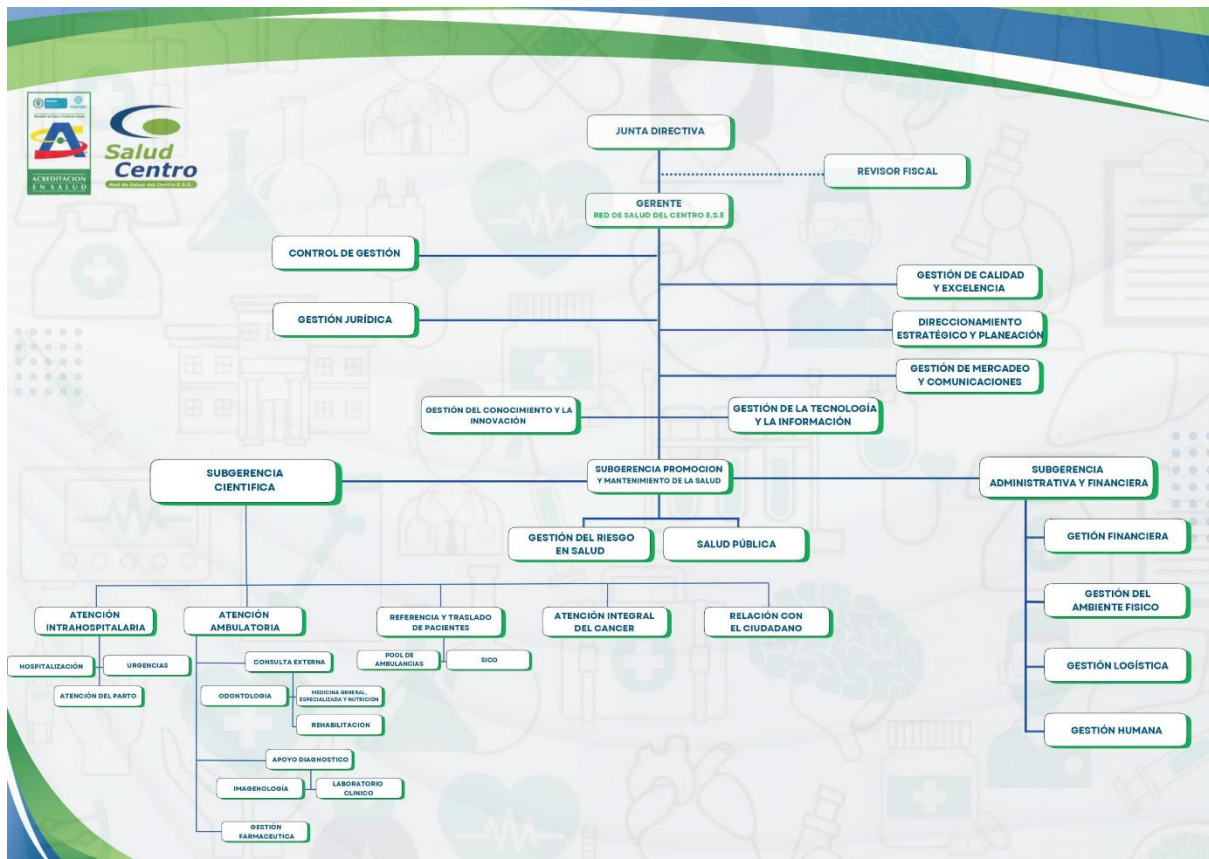 JUNTA DIRECTIVA
REVISOR FISCAL
Salud
Centro
Red de Salud del Centro E.S.E.
ACREDITACION
EN SALUD
GERENTE
RED DE SALUD DEL CENTRO E.S.E
CONTROL DE GESTIÓN
GESTIÓN DE CALIDAD
Y EXCELENCIA
GESTIÓN JURÍDICA
DIRECCIONAMIENTO
ESTRATÉGICO Y PLANEACIÓN
GESTIÓN DE MERCADEO
Y COMUNICACIONES
GESTIÓN DEL CONOCIMIENTO Y LA
INNOVACIÓN
GESTIÓN DE LA TECNOLOGÍA
Y LA INFORMACIÓN
SUBGERENCIA
CIENTIFICA
SUBGERENCIA PROMOCION
Y MANTENIMIENTO DE LA SALUD
SUBGERENCIA
ADMINISTRATIVA Y FINANCIERA
GESTIÓN DEL RIESGO
EN SALUD
SALUD PÚBLICA
GETIÓN FINANCIERA
GESTIÓN DEL
AMBIENTE FISICO
GESTIÓN LOGÍSTICA
GESTIÓN HUMANA
ATENCIÓN
INTRAHOSPITALARIA
ATENCIÓN
AMBULATORIA
REFERENCIA Y TRASLADO
DE PACIENTES
ATENCIÓN INTEGRAL
DEL CANCER
RELACIÓN CON
EL CIUDADANO
HOSPITALIZACIÓN
URGENCIAS
ATENCIÓN DEL PARTO
CONSULTA EXTERNA
ODONTOLOGIA
MEDICINA GENERAL,
ESPECIALIZADA Y NUTRICIÓN
REHABILITACION
POOL DE
AMBULANCIAS
SICO
APOYO DIAGNOSTICO
IMAGENOLOGÍA
LABORATORIO
CLINICO
GESTIÓN
FARMACEUTICA